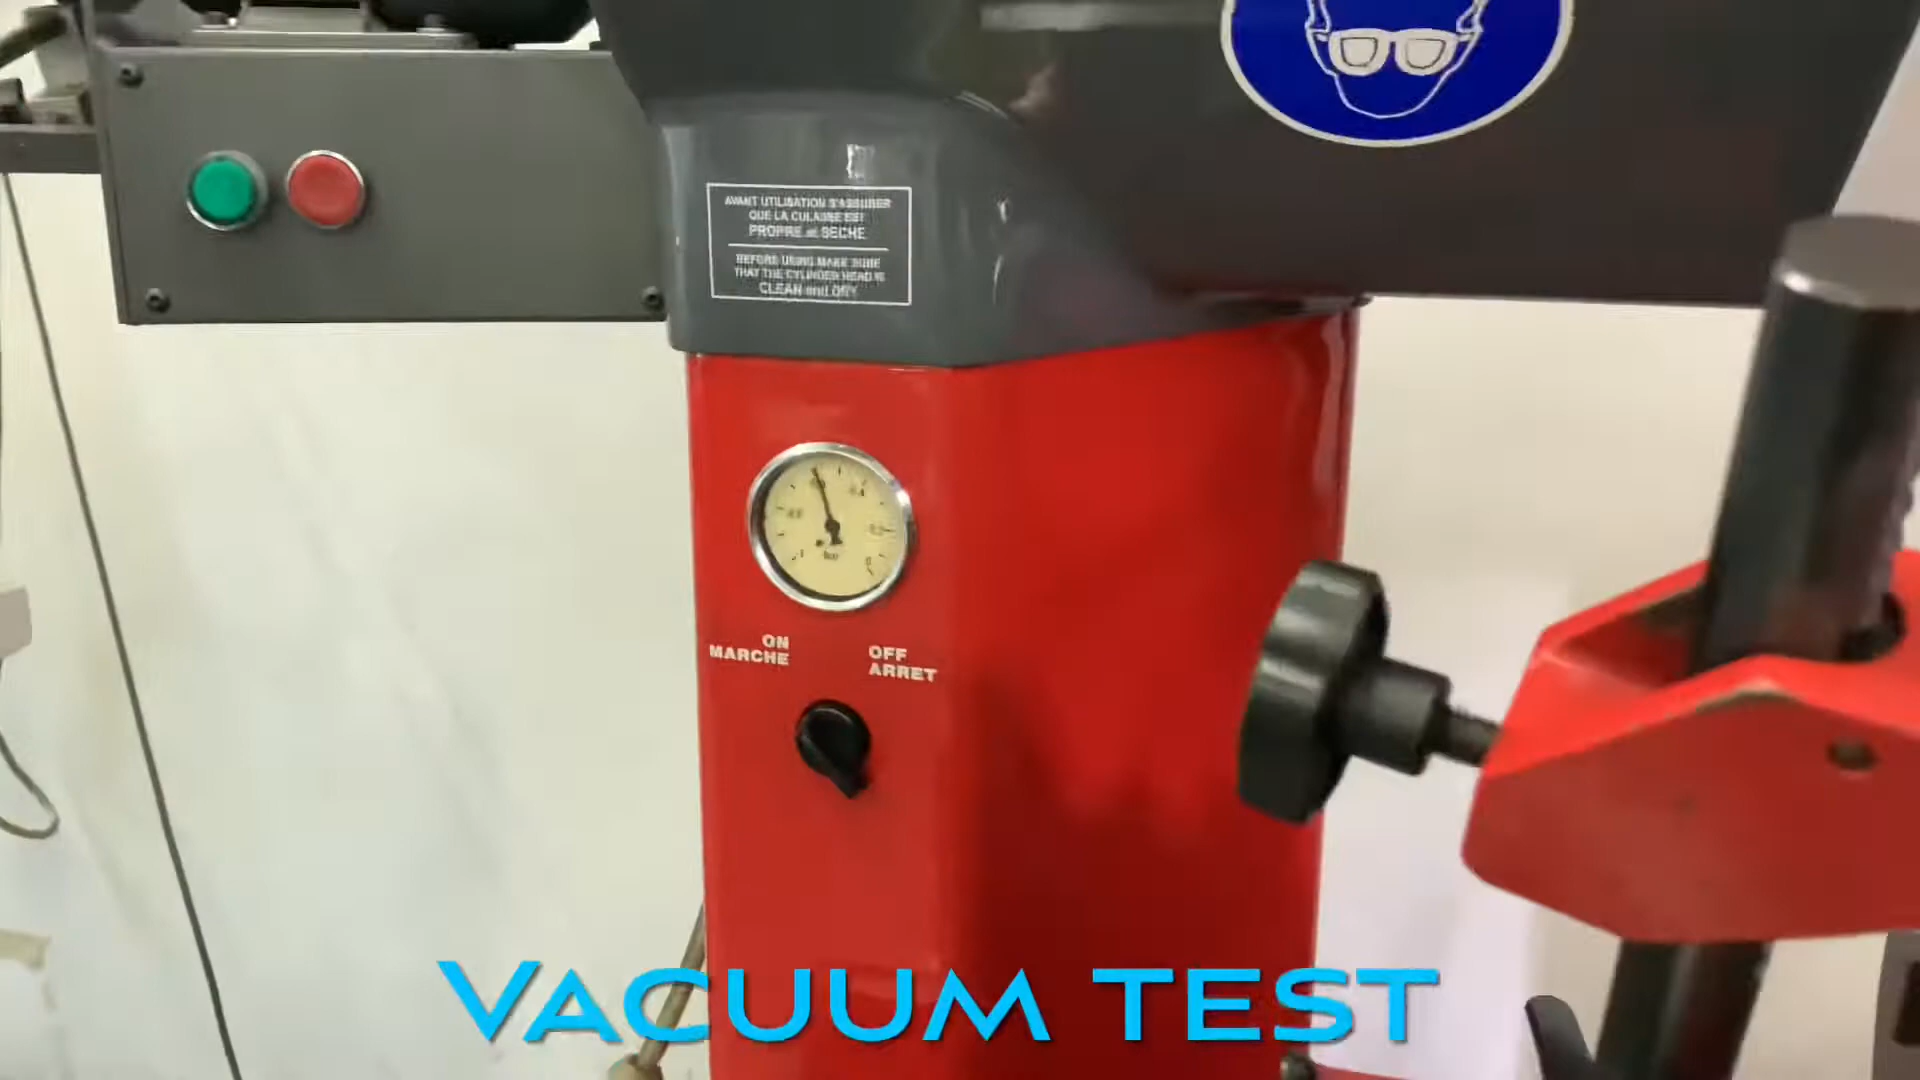 AVANT UTILISATION S'ASSURER
QUE LA CULASSE EST
PROPRE et SECHE
BEFORE USING MAKE SURE
THAT THE CYLINDER HEAD IS
CLEAN and DRY
bar
ON
MARCHE
OFF
ARRET
VACUUM TEST